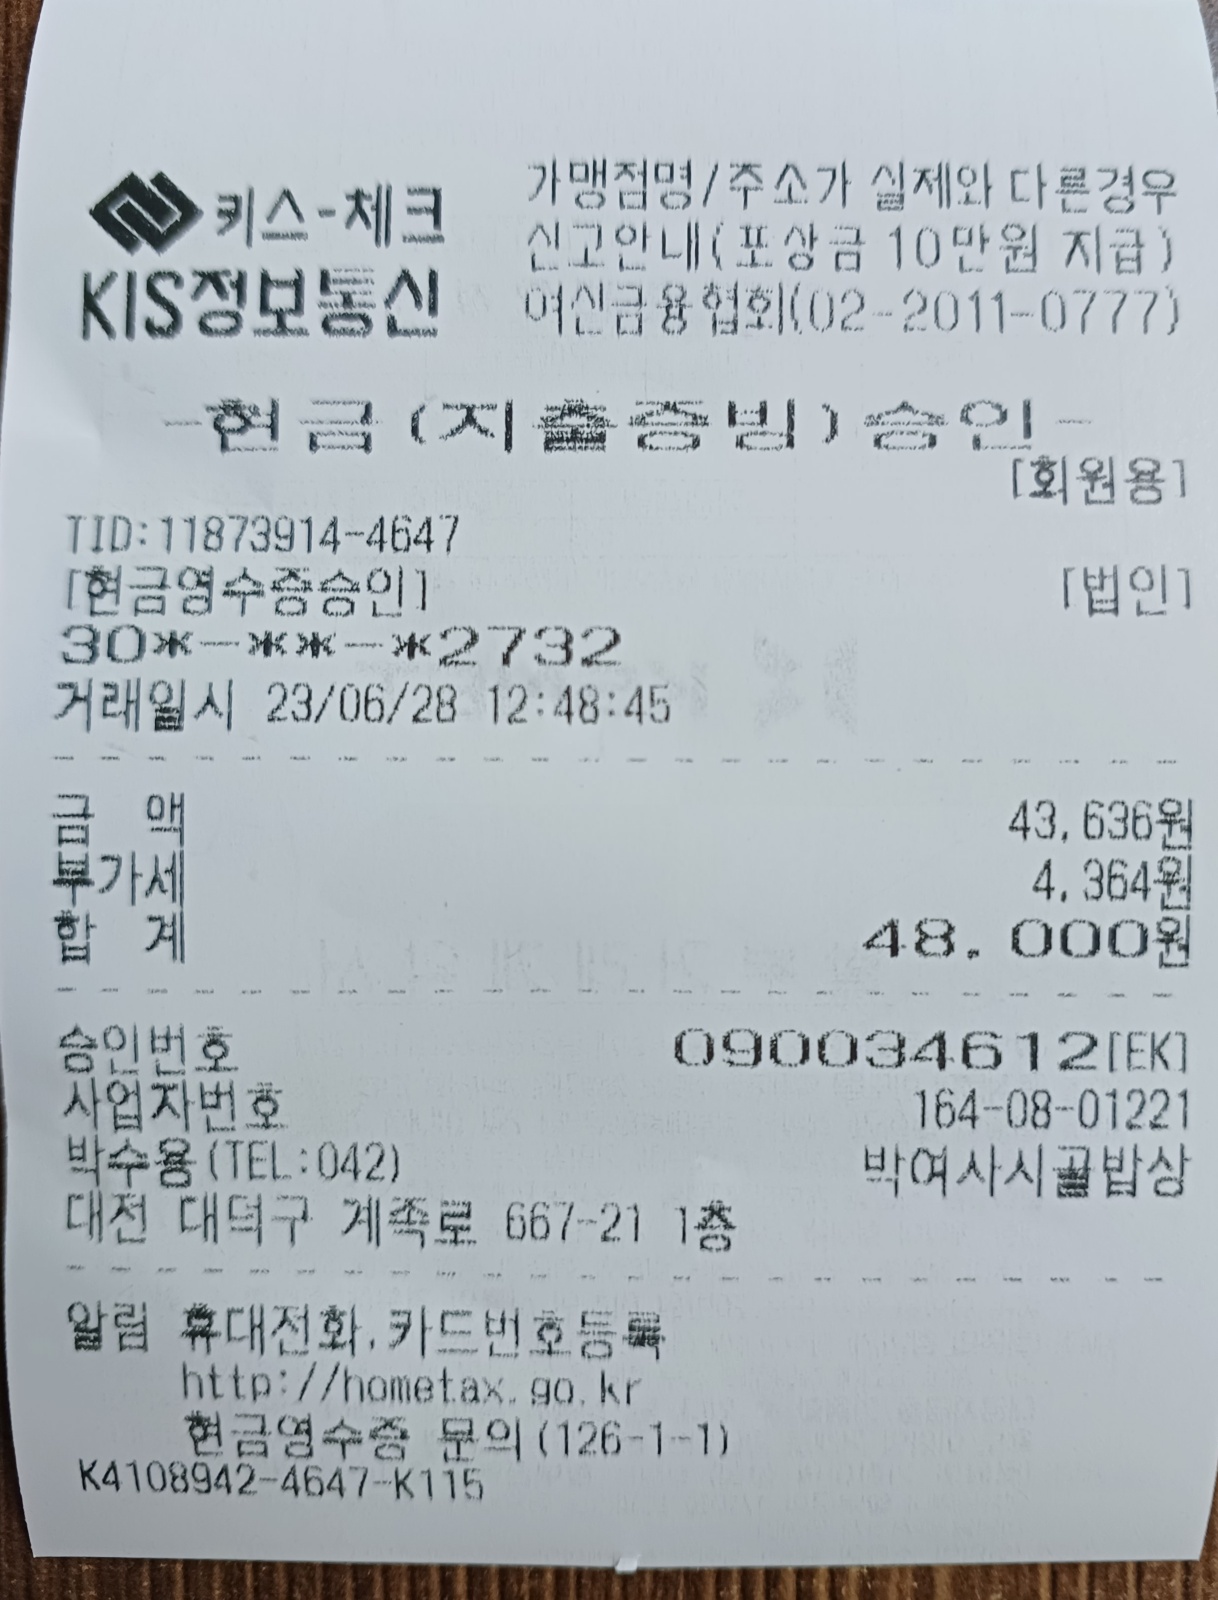 키스-체크
KIS정보통신
가맹점명/주소가 실제와 다른경우
신고안내(포상금 10만원 지급)
여신금융협회(02-2011-0777)
-현금(지출증빙)승인-
[회원용]
TID:11873914-4647
[현금영수증승인] [법인]
30*-**-*2732
거래일시 23/06/28 12:48:45
금 액 43,636원
부가세 4,364원
합 계 48,000원
승인번호 090034612[EK]
사업자번호 164-08-01221
박수용(TEL:042) 박여사시골밥상
대전 대덕구 계족로 667-21 1층
알림 휴대전화,카드번호등록
http://hometax.go.kr
현금영수증 문의(126-1-1)
K4108942-4647-K115